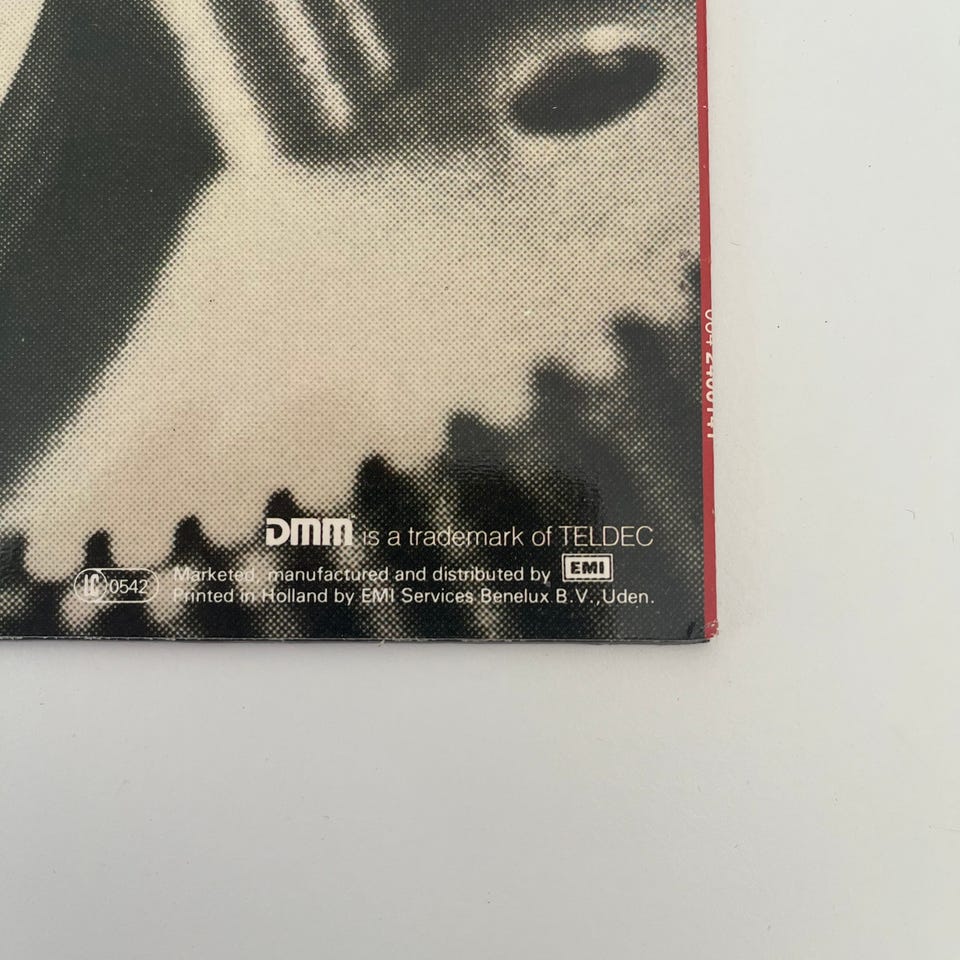 DMM is a trademark of TELDEC
IC 0542
Marketed, manufactured and distributed by EMI
Printed in Holland by EMI Services Benelux B.V.,Uden.